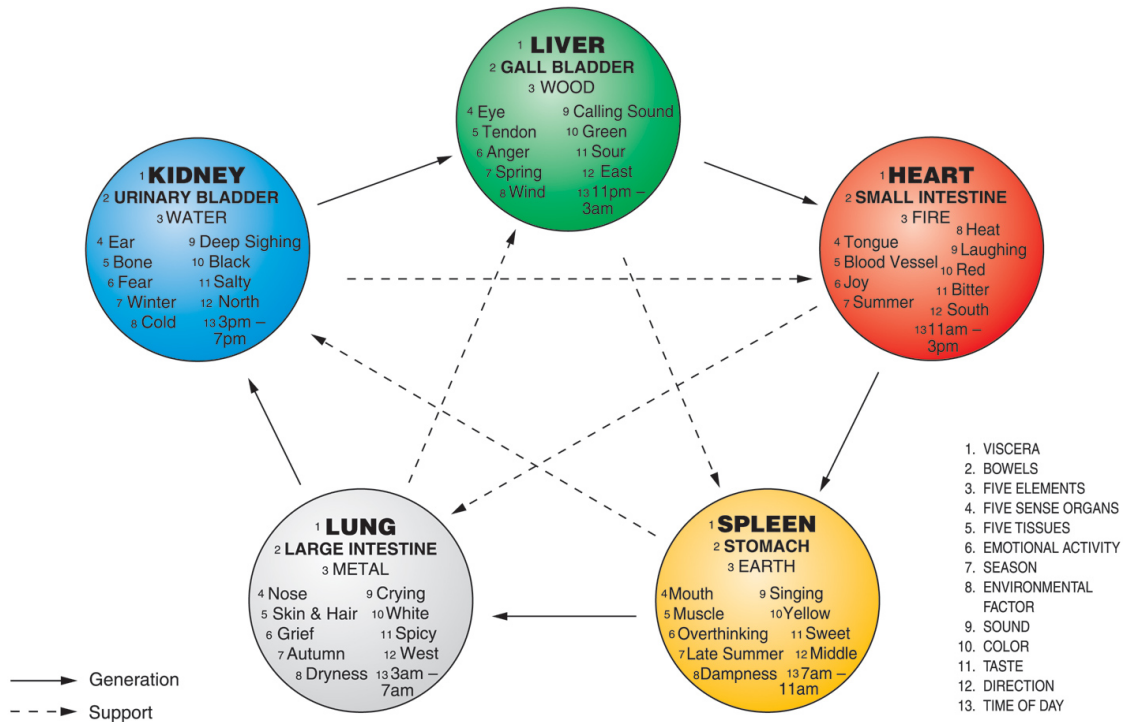 1 LIVER
2 GALL BLADDER
3 WOOD
4 Eye
5 Tendon
6 Anger
7 Spring
8 Wind
9 Calling Sound
10 Green
11 Sour
12 East
13 11pm –
3am
1 KIDNEY
2 URINARY BLADDER
3 WATER
4 Ear
5 Bone
6 Fear
7 Winter
8 Cold
9 Deep Sighing
10 Black
11 Salty
12 North
13 3pm –
7pm
1 HEART
2 SMALL INTESTINE
3 FIRE
4 Tongue
5 Blood Vessel
6 Joy
7 Summer
8 Heat
9 Laughing
10 Red
11 Bitter
12 South
13 11am –
3pm
1 LUNG
2 LARGE INTESTINE
3 METAL
4 Nose
5 Skin & Hair
6 Grief
7 Autumn
8 Dryness
9 Crying
10 White
11 Spicy
12 West
13 3am –
7am
1 SPLEEN
2 STOMACH
3 EARTH
4 Mouth
5 Muscle
6 Overthinking
7 Late Summer
8 Dampness
9 Singing
10 Yellow
11 Sweet
12 Middle
13 7am –
11am
1. VISCERA
2. BOWELS
3. FIVE ELEMENTS
4. FIVE SENSE ORGANS
5. FIVE TISSUES
6. EMOTIONAL ACTIVITY
7. SEASON
8. ENVIRONMENTAL
FACTOR
9. SOUND
10. COLOR
11. TASTE
12. DIRECTION
13. TIME OF DAY
Generation
Support